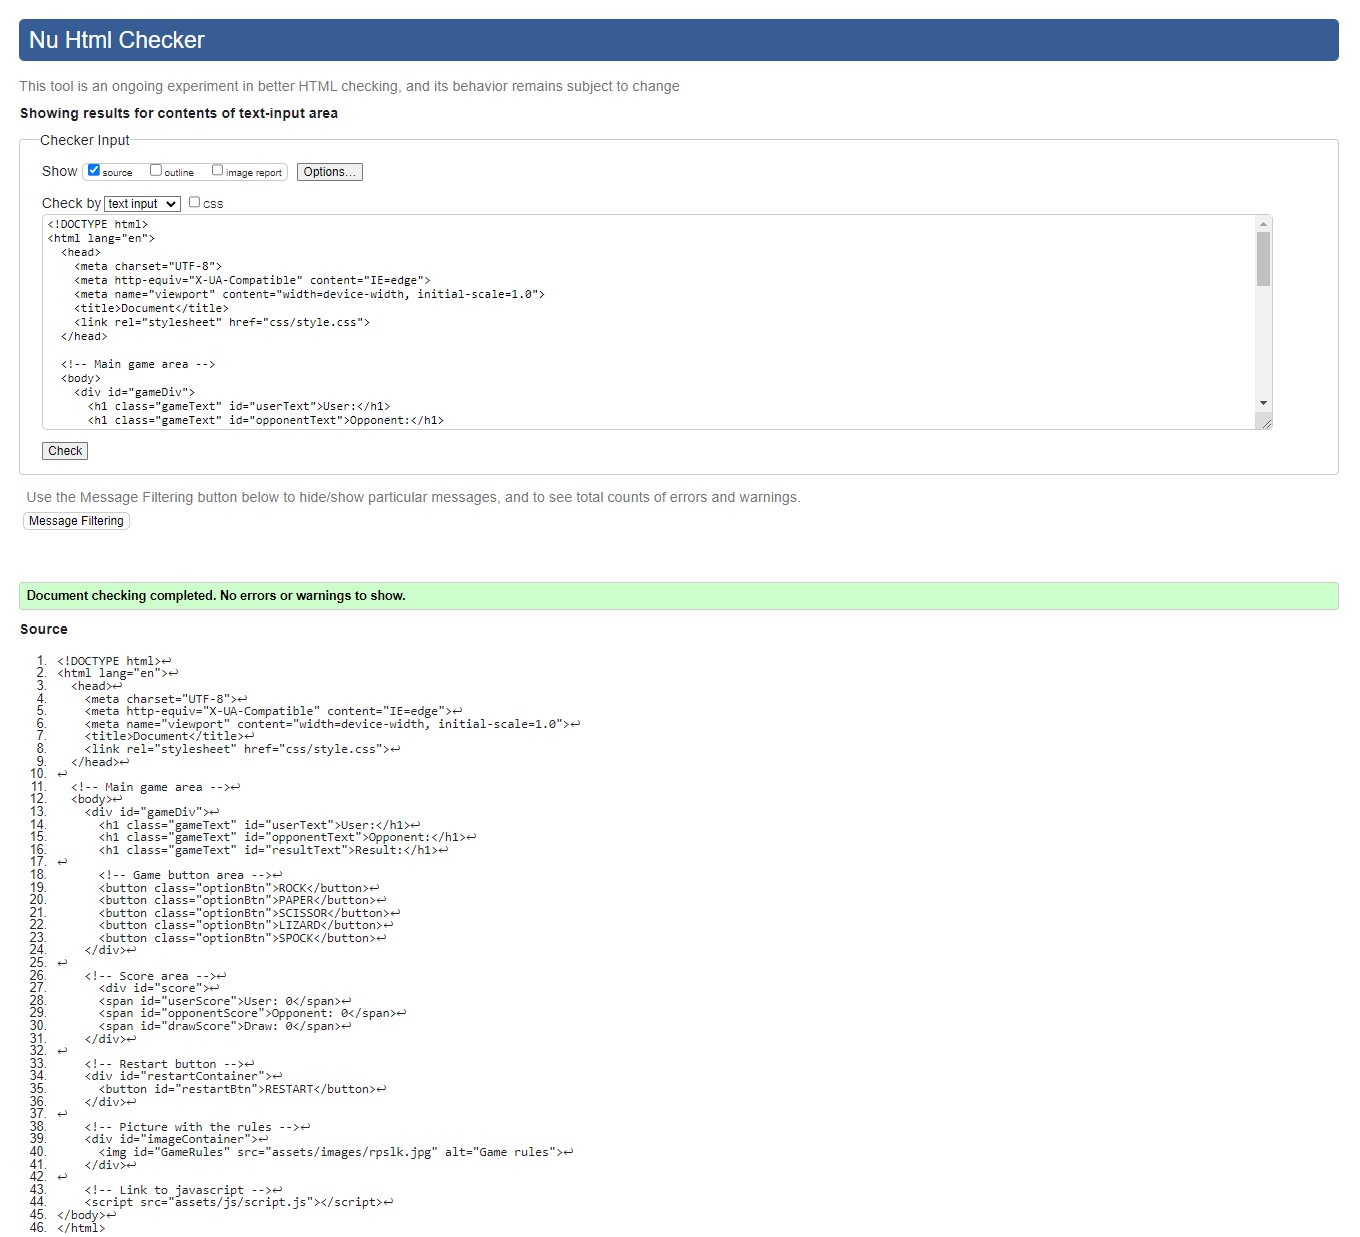 Nu Html Checker
This tool is an ongoing experiment in better HTML checking, and its behavior remains subject to change
Showing results for contents of text-input area
Checker Input
Show source outline image report Options...
Check by text input css
<!DOCTYPE html>
<html lang="en">
  <head>
    <meta charset="UTF-8">
    <meta http-equiv="X-UA-Compatible" content="IE=edge">
    <meta name="viewport" content="width=device-width, initial-scale=1.0">
    <title>Document</title>
    <link rel="stylesheet" href="css/style.css">
  </head>

  <!-- Main game area -->
  <body>
    <div id="gameDiv">
      <h1 class="gameText" id="userText">User:</h1>
      <h1 class="gameText" id="opponentText">Opponent:</h1>
Check
Use the Message Filtering button below to hide/show particular messages, and to see total counts of errors and warnings.
Message Filtering
Document checking completed. No errors or warnings to show.
Source
1. <!DOCTYPE html>↩
2. <html lang="en">↩
3.   <head>↩
4.     <meta charset="UTF-8">↩
5.     <meta http-equiv="X-UA-Compatible" content="IE=edge">↩
6.     <meta name="viewport" content="width=device-width, initial-scale=1.0">↩
7.     <title>Document</title>↩
8.     <link rel="stylesheet" href="css/style.css">↩
9.   </head>↩
10. ↩
11.   <!-- Main game area -->↩
12.   <body>↩
13.     <div id="gameDiv">↩
14.       <h1 class="gameText" id="userText">User:</h1>↩
15.       <h1 class="gameText" id="opponentText">Opponent:</h1>↩
16.       <h1 class="gameText" id="resultText">Result:</h1>↩
17. ↩
18.       <!-- Game button area -->↩
19.       <button class="optionBtn">ROCK</button>↩
20.       <button class="optionBtn">PAPER</button>↩
21.       <button class="optionBtn">SCISSOR</button>↩
22.       <button class="optionBtn">LIZARD</button>↩
23.       <button class="optionBtn">SPOCK</button>↩
24.     </div>↩
25. ↩
26.     <!-- Score area -->↩
27.       <div id="score">↩
28.       <span id="userScore">User: 0</span>↩
29.       <span id="opponentScore">Opponent: 0</span>↩
30.       <span id="drawScore">Draw: 0</span>↩
31.     </div>↩
32. ↩
33.     <!-- Restart button -->↩
34.     <div id="restartContainer">↩
35.       <button id="restartBtn">RESTART</button>↩
36.     </div>↩
37. ↩
38.     <!-- Picture with the rules -->↩
39.     <div id="imageContainer">↩
40.       <img id="GameRules" src="assets/images/rpslk.jpg" alt="Game rules">↩
41.     </div>↩
42. ↩
43.     <!-- Link to javascript -->↩
44.     <script src="assets/js/script.js"></script>↩
45. </body>↩
46. </html>